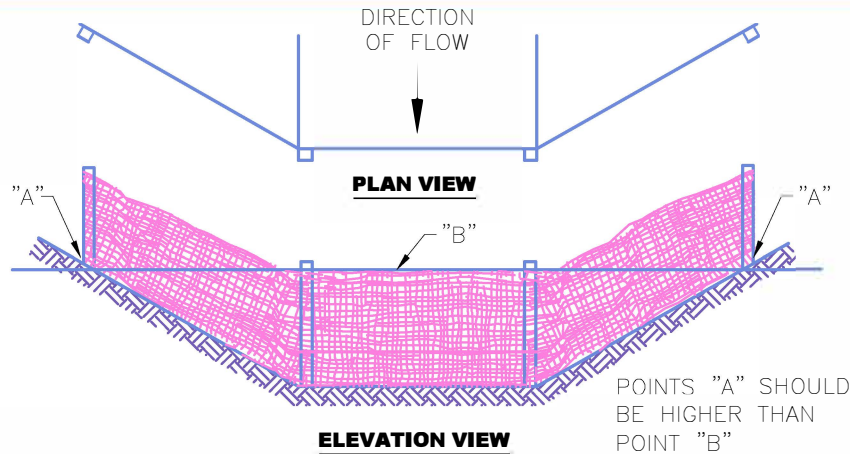 DIRECTION
OF FLOW
PLAN VIEW
"A"
"A"
"B"
POINTS "A" SHOULD
BE HIGHER THAN
POINT "B"
ELEVATION VIEW